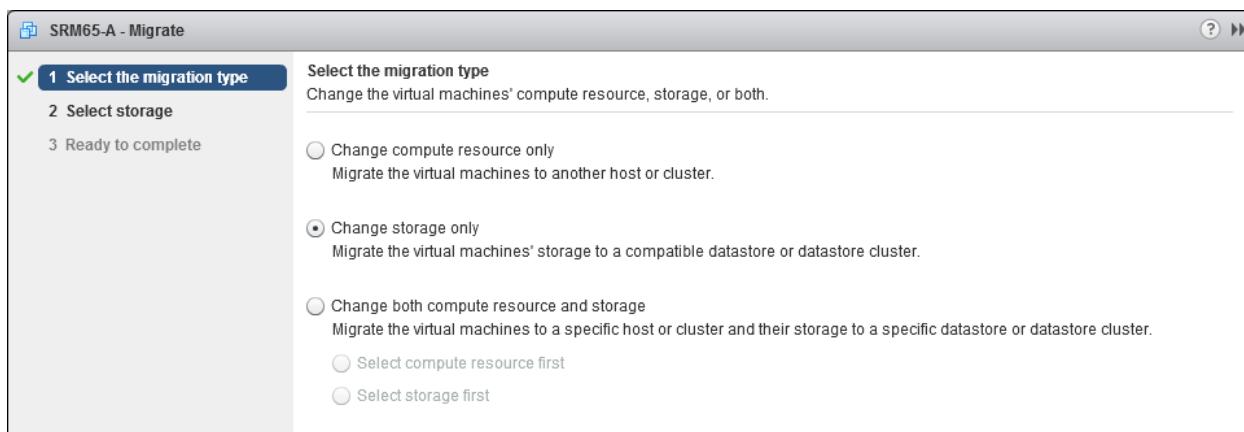 SRM65-A - Migrate
?
1 Select the migration type
2 Select storage
3 Ready to complete
Select the migration type
Change the virtual machines' compute resource, storage, or both.
Change compute resource only
Migrate the virtual machines to another host or cluster.
Change storage only
Migrate the virtual machines' storage to a compatible datastore or datastore cluster.
Change both compute resource and storage
Migrate the virtual machines to a specific host or cluster and their storage to a specific datastore or datastore cluster.
Select compute resource first
Select storage first